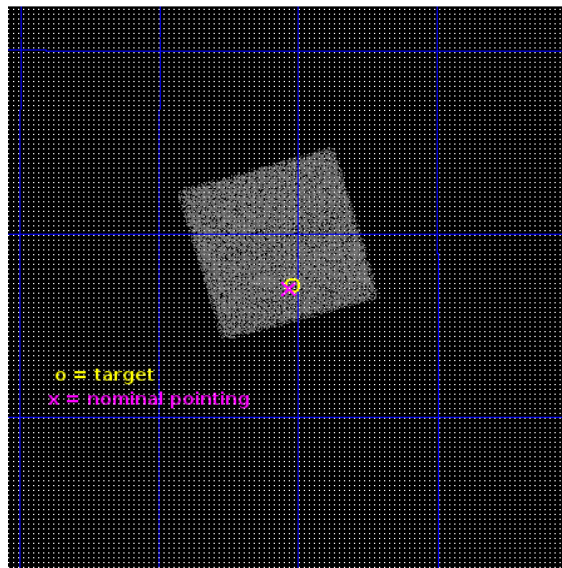 o = target
x = nominal pointing